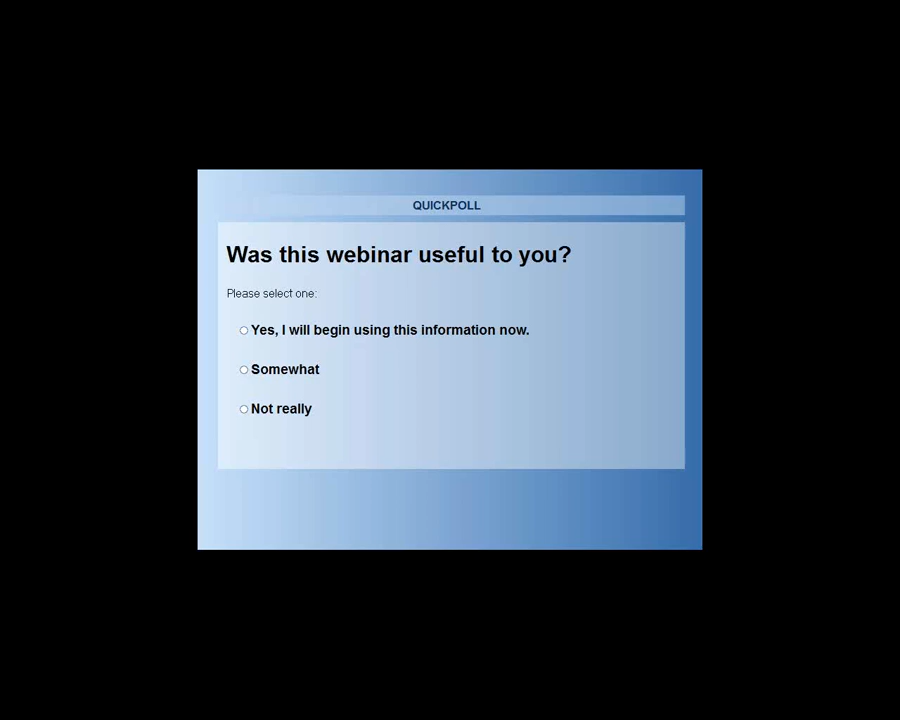 QUICKPOLL
Was this webinar useful to you?
Please select one:
Yes, I will begin using this information now.
Somewhat
Not really